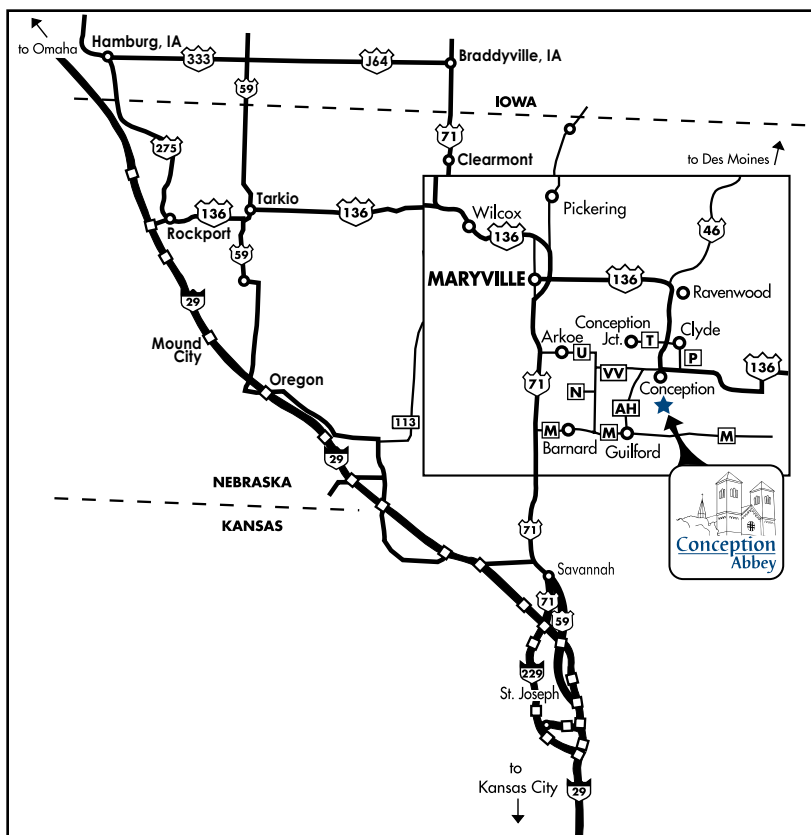 to Omaha
Hamburg, IA
333
J64
Braddyville, IA
59
IOWA
71
275
Clearmont
to Des Moines
Tarkio
136
136
Rockport
Wilcox
136
Pickering
46
59
MARYVILLE
136
29
Ravenwood
Mound
City
Arkoe
U
Conception
Jct.
T
Clyde
P
136
VV
71
Oregon
N
Conception
AH
113
M
Barnard
M
Guilford
M
29
NEBRASKA
KANSAS
71
Conception
Abbey
Savannah
71
59
229
St. Joseph
to
Kansas City
29